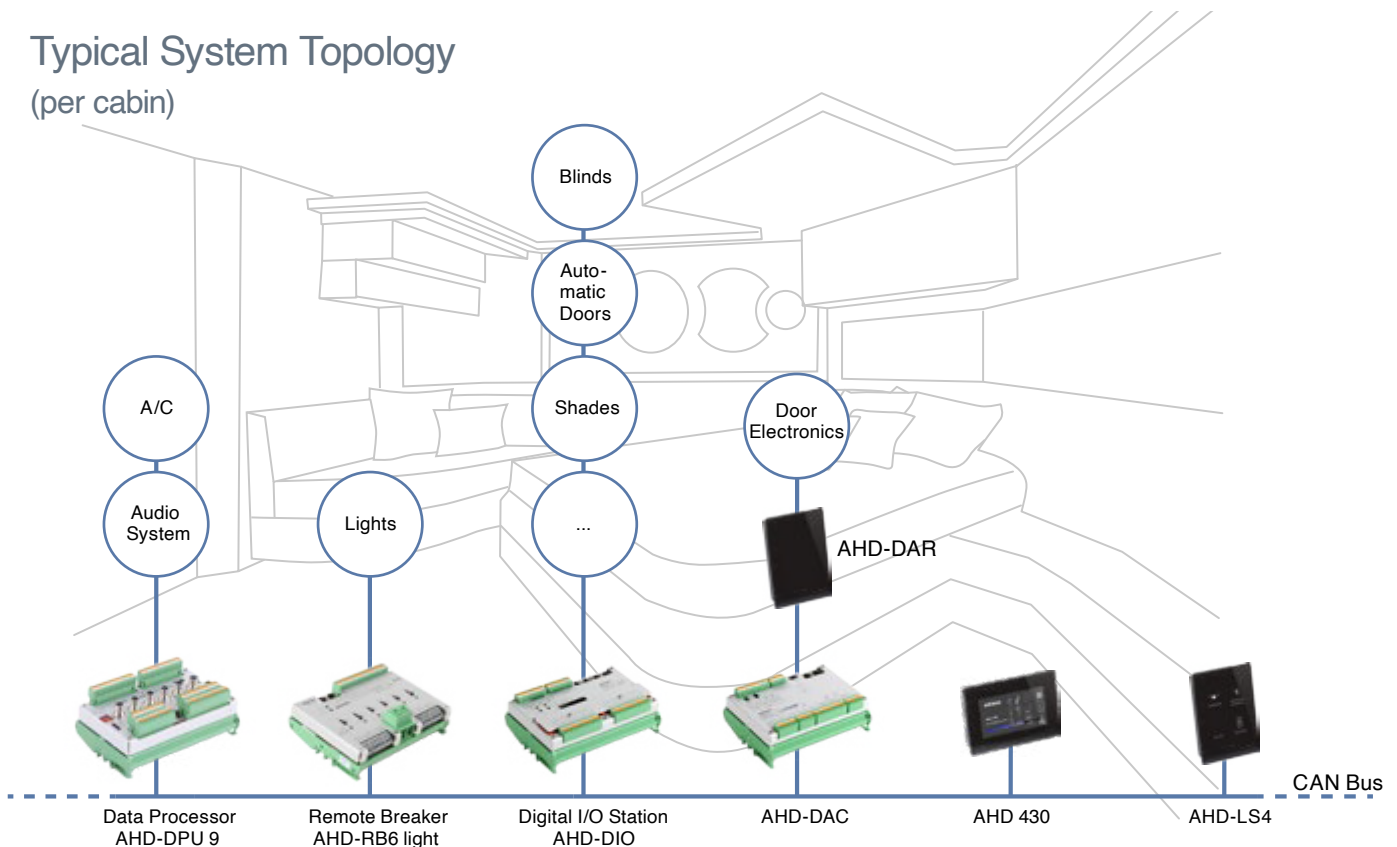 Typical System Topology
(per cabin)
Blinds
Auto-
matic
Doors
A/C
Shades
Door
Electronics
Audio
System
Lights
...
AHD-DAR
CAN Bus
Data Processor
AHD-DPU 9
Remote Breaker
AHD-RB6 light
Digital I/O Station
AHD-DIO
AHD-DAC
AHD 430
AHD-LS4